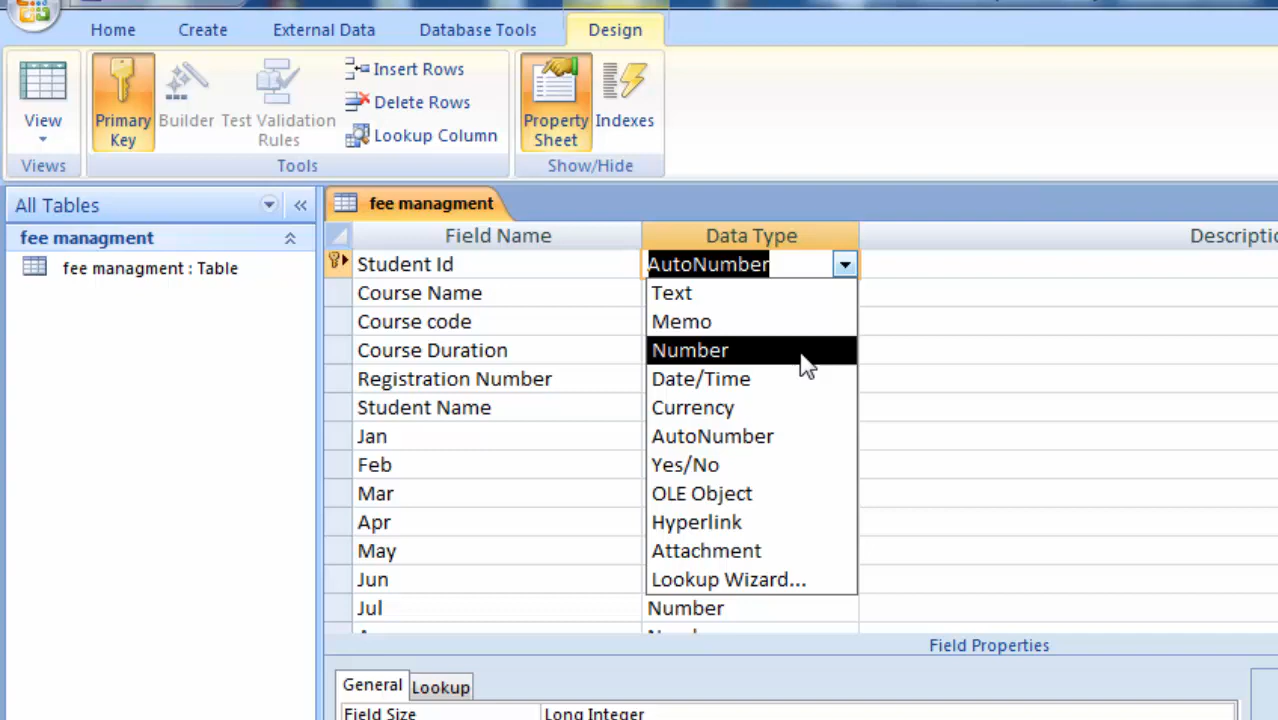 Home Create External Data Database Tools Design
View
Primary Key
Builder
Test Validation Rules
Insert Rows
Delete Rows
Lookup Column
Property Sheet
Indexes
Views Tools Show/Hide
All Tables
fee managment
fee managment : Table
fee managment
Field Name Data Type
Student Id AutoNumber
Course Name Text
Course code Memo
Course Duration Number
Registration Number Date/Time
Student Name Currency
Jan AutoNumber
Feb Yes/No
Mar OLE Object
Apr Hyperlink
May Attachment
Jun Lookup Wizard...
Jul Number
Field Properties
General Lookup
Field Size Long Integer